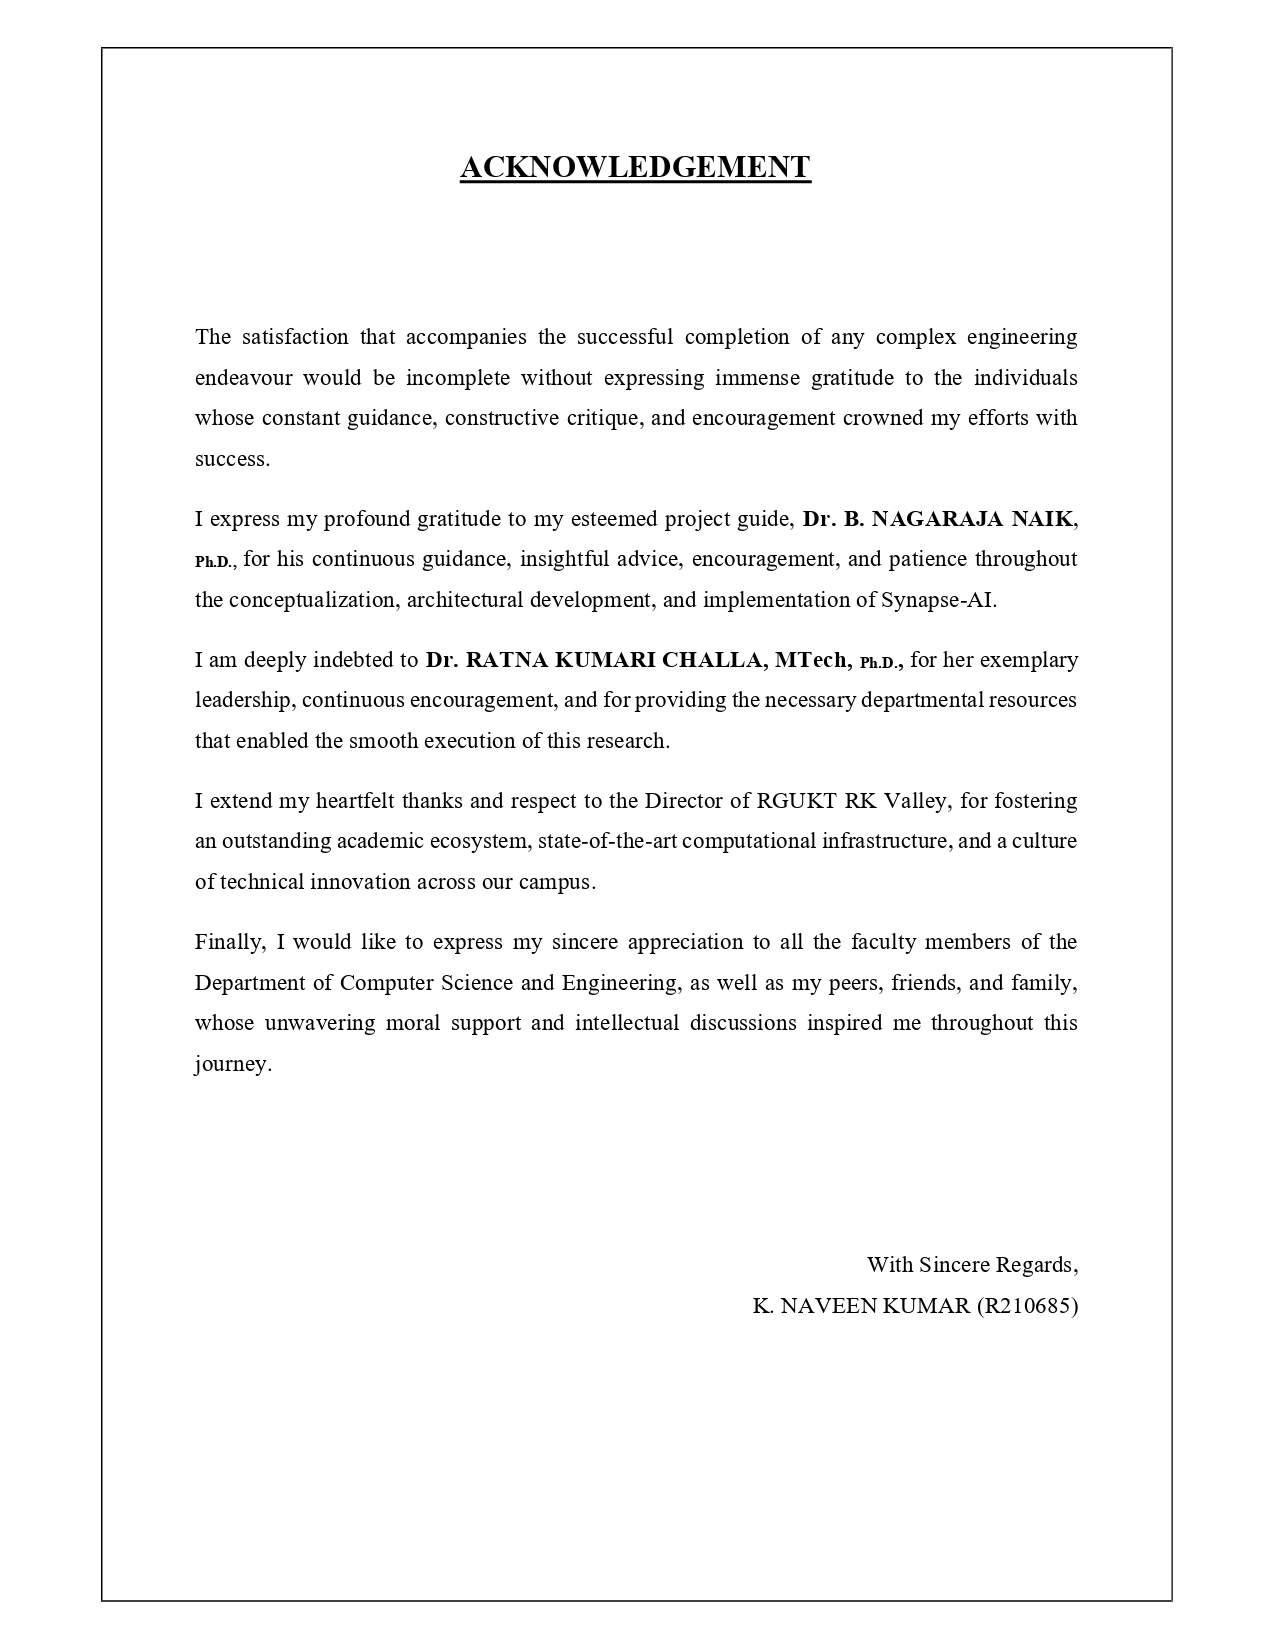 ACKNOWLEDGEMENT
The satisfaction that accompanies the successful completion of any complex engineering
endeavour would be incomplete without expressing immense gratitude to the individuals
whose constant guidance, constructive critique, and encouragement crowned my efforts with
success.
I express my profound gratitude to my esteemed project guide, Dr. B. NAGARAJA NAIK,
Ph.D., for his continuous guidance, insightful advice, encouragement, and patience throughout
the conceptualization, architectural development, and implementation of Synapse-AI.
I am deeply indebted to Dr. RATNA KUMARI CHALLA, MTech, Ph.D., for her exemplary
leadership, continuous encouragement, and for providing the necessary departmental resources
that enabled the smooth execution of this research.
I extend my heartfelt thanks and respect to the Director of RGUKT RK Valley, for fostering
an outstanding academic ecosystem, state-of-the-art computational infrastructure, and a culture
of technical innovation across our campus.
Finally, I would like to express my sincere appreciation to all the faculty members of the
Department of Computer Science and Engineering, as well as my peers, friends, and family,
whose unwavering moral support and intellectual discussions inspired me throughout this
journey.
With Sincere Regards,
K. NAVEEN KUMAR (R210685)